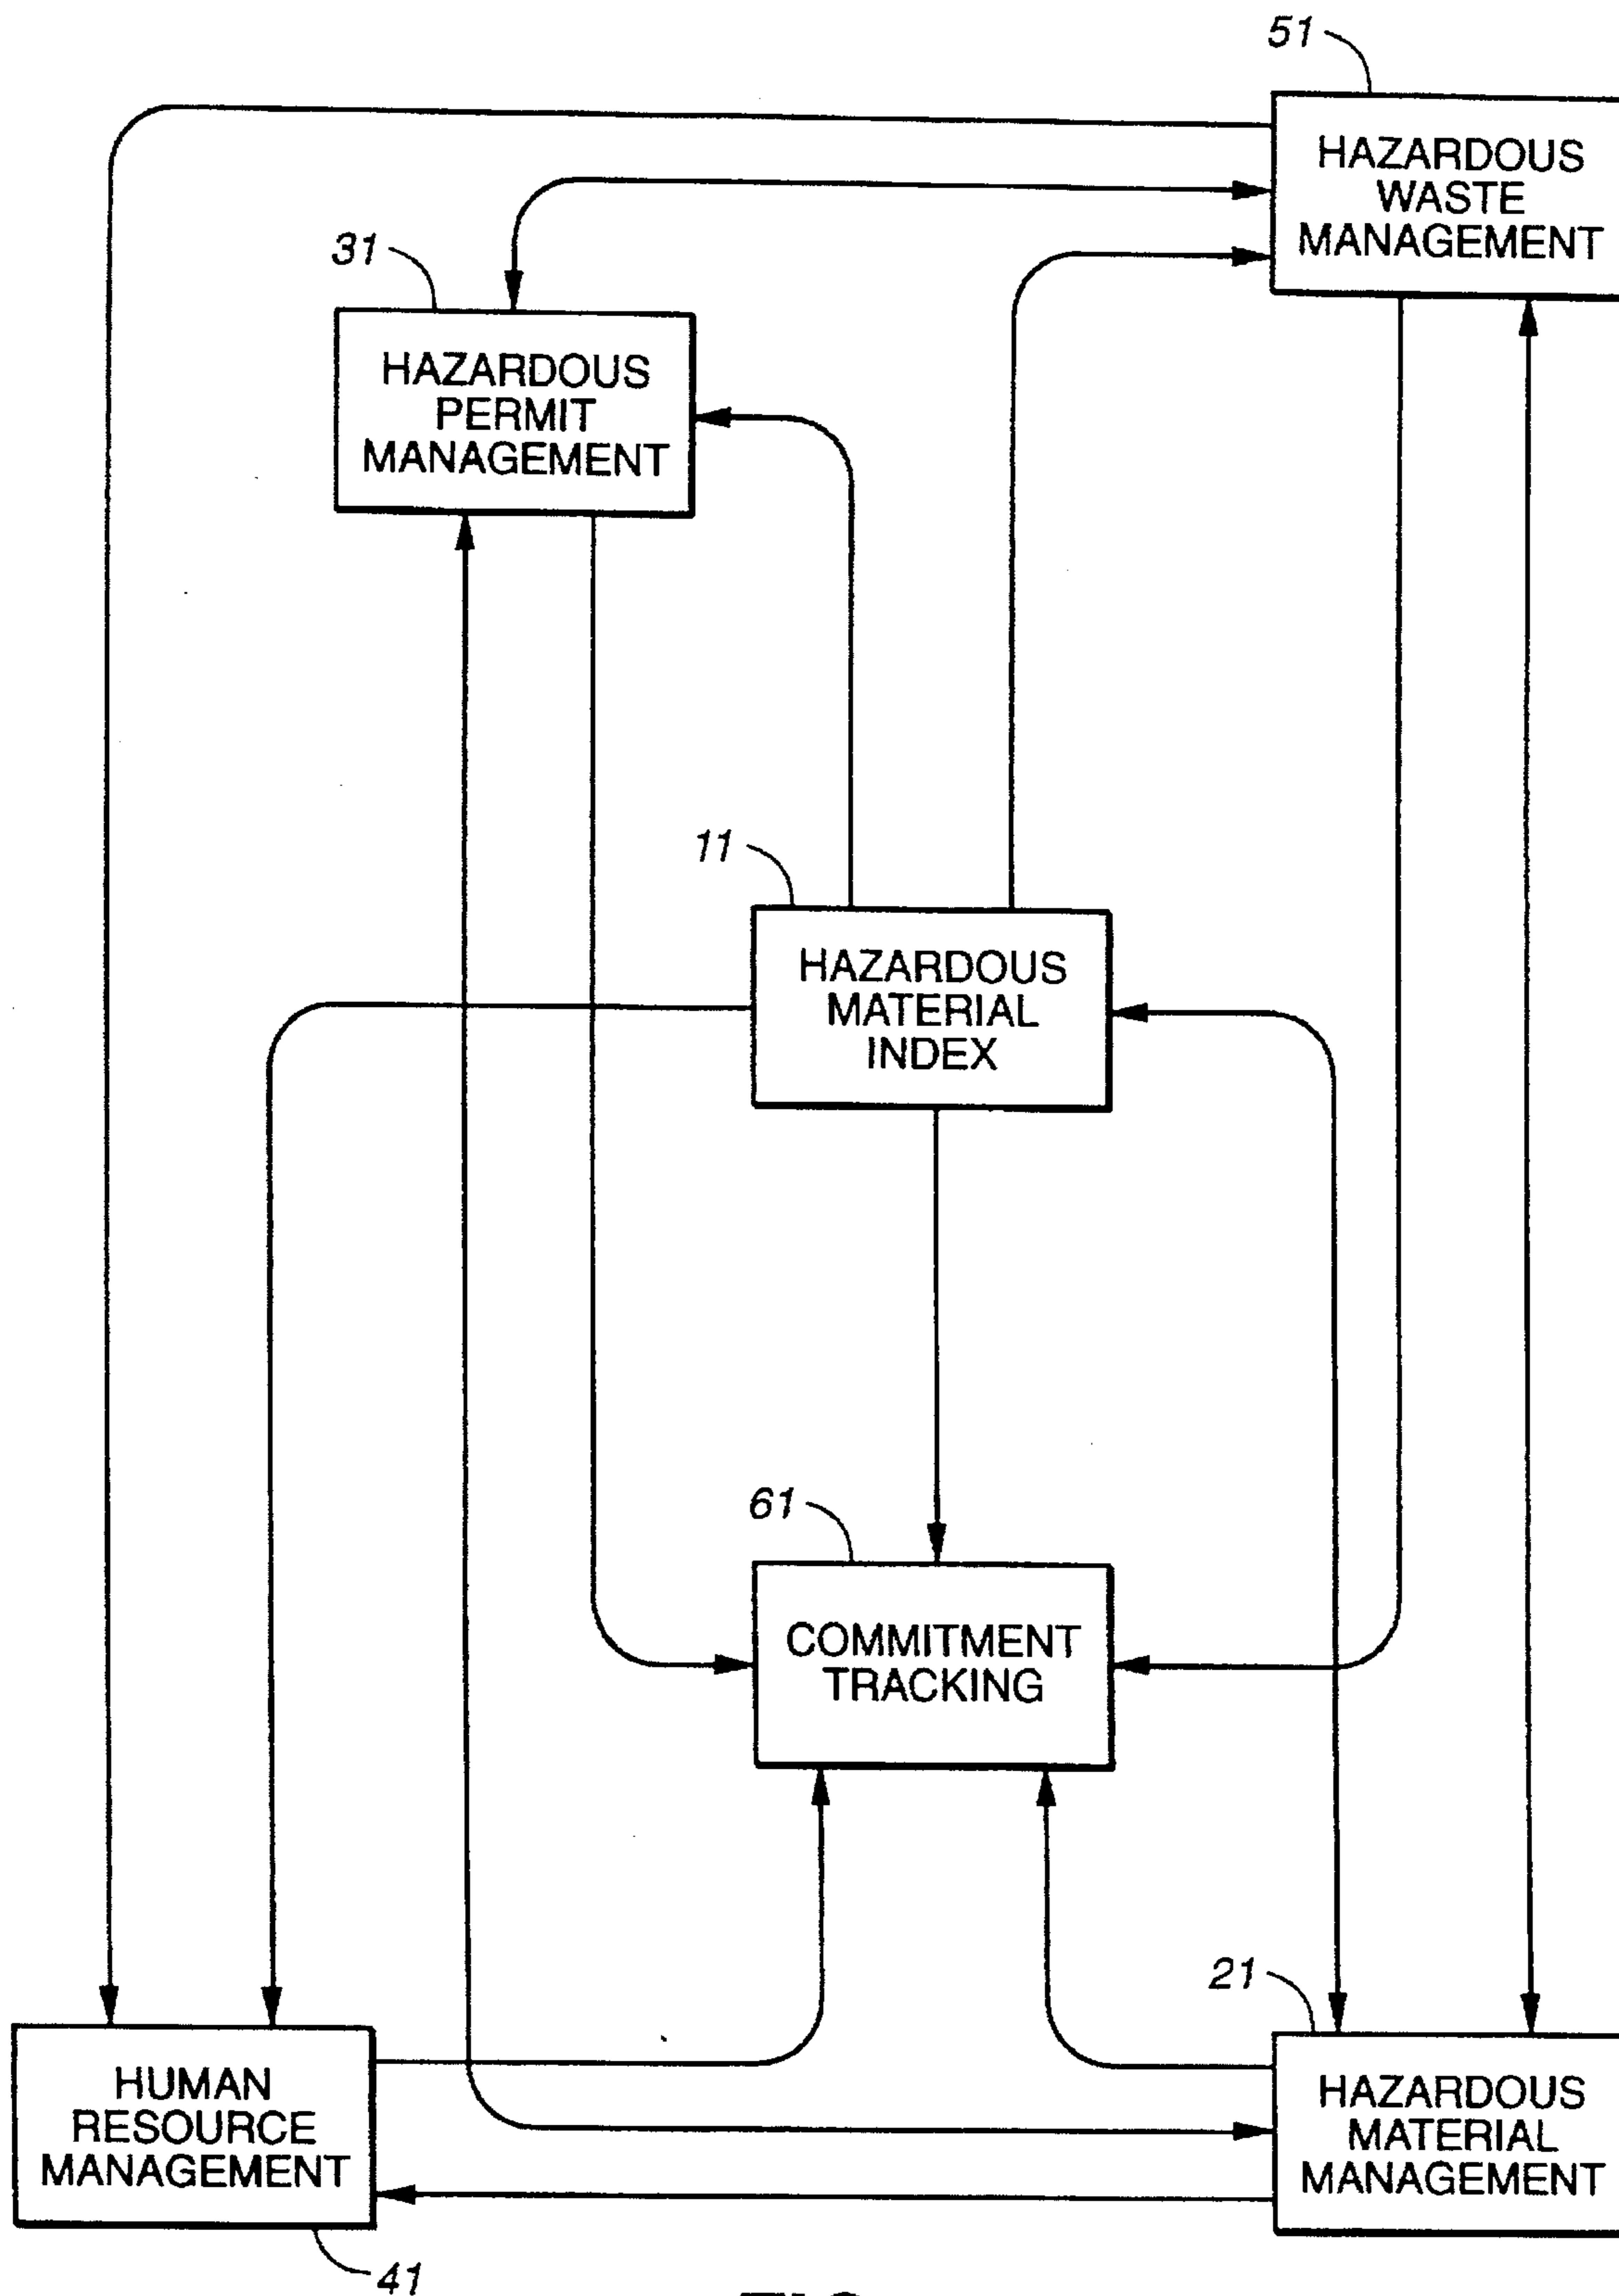 51
HAZARDOUS
WASTE
MANAGEMENT
31
HAZARDOUS
PERMIT
MANAGEMENT
11
HAZARDOUS
MATERIAL
INDEX
61
COMMITMENT
TRACKING
21
HUMAN
RESOURCE
MANAGEMENT
HAZARDOUS
MATERIAL
MANAGEMENT
41